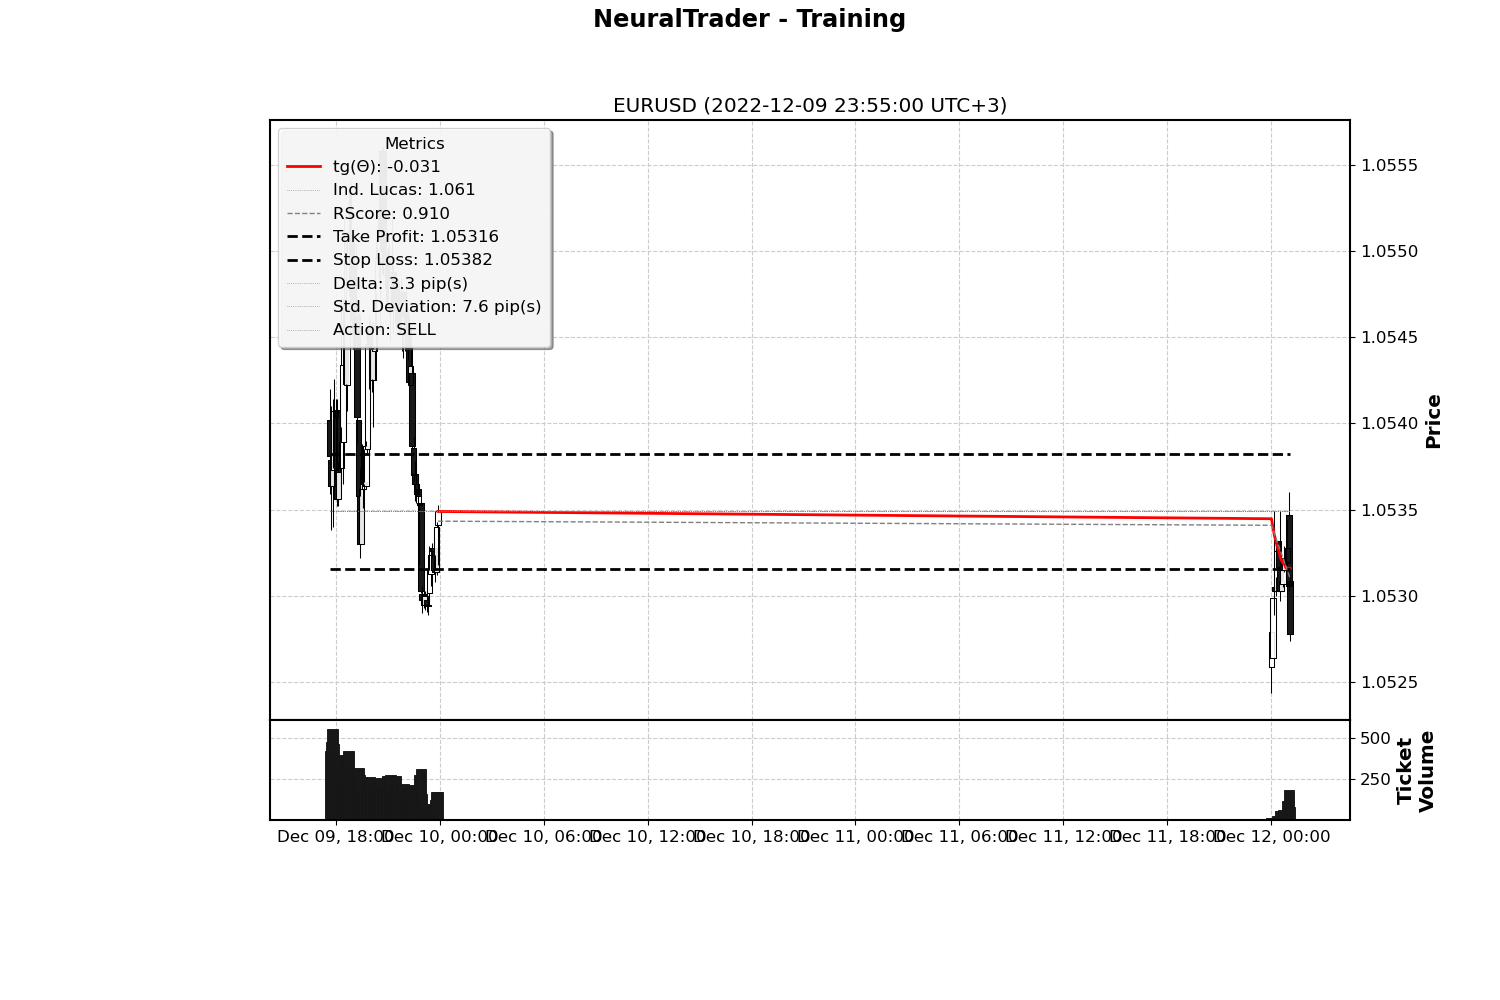 NeuralTrader - Training
EURUSD (2022-12-09 23:55:00 UTC+3)
Metrics
tg(Θ): -0.031
Ind. Lucas: 1.061
RScore: 0.910
Take Profit: 1.05316
Stop Loss: 1.05382
Delta: 3.3 pip(s)
Std. Deviation: 7.6 pip(s)
Action: SELL
1.0555
1.0550
1.0545
1.0540
1.0535
1.0530
1.0525
Price
500
250
Ticket
Volume
Dec 09, 18:00
Dec 10, 00:00
Dec 10, 06:00
Dec 10, 12:00
Dec 10, 18:00
Dec 11, 00:00
Dec 11, 06:00
Dec 11, 12:00
Dec 11, 18:00
Dec 12, 00:00